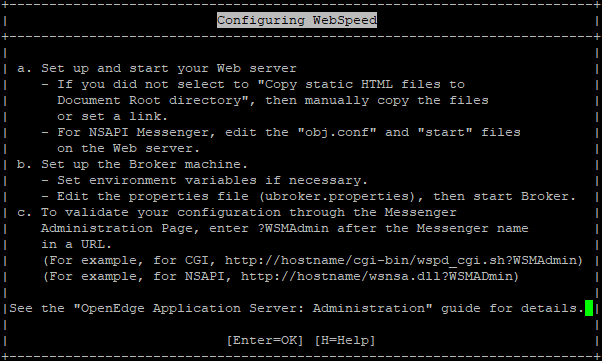 Configuring WebSpeed
a. Set up and start your Web server
- If you did not select to "Copy static HTML files to
Document Root directory", then manually copy the files
or set a link.
- For NSAPI Messenger, edit the "obj.conf" and "start" files
on the Web server.
b. Set up the Broker machine.
- Set environment variables if necessary.
- Edit the properties file (ubroker.properties), then start Broker.
c. To validate your configuration through the Messenger
Administration Page, enter ?WSMAdmin after the Messenger name
in a URL.
(For example, for CGI, http://hostname/cgi-bin/wspd_cgi.sh?WSMAdmin)
(For example, for NSAPI, http://hostname/wsnsa.dll?WSMADmin)
See the "OpenEdge Application Server: Administration" guide for details.
[Enter=OK] [H=Help]